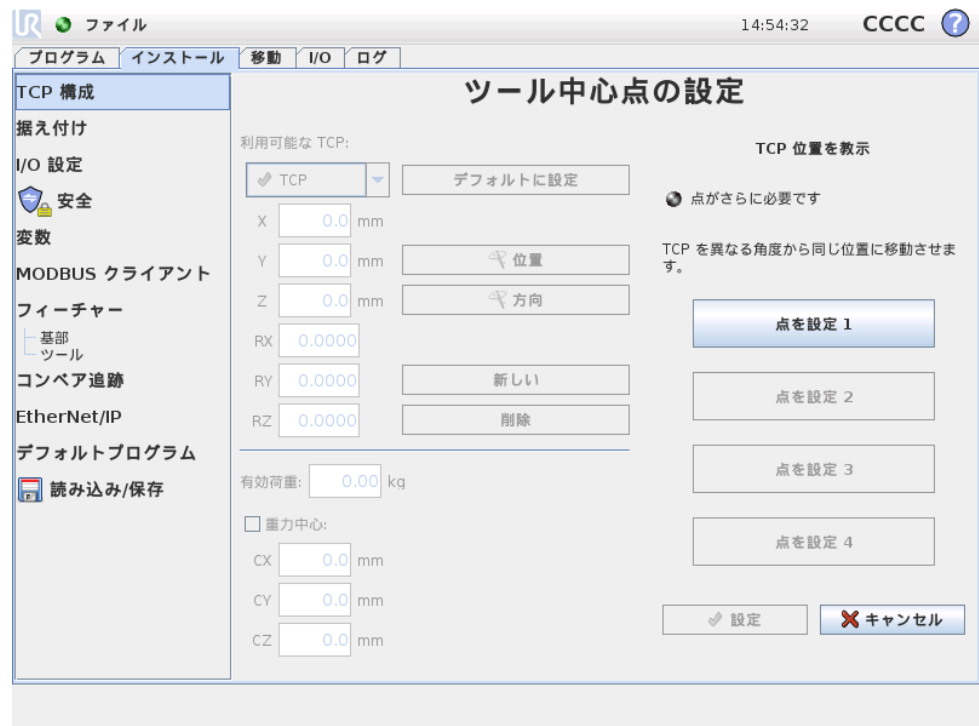 UR ファイル 14:54:32 CCCC ?
プログラム インストール 移動 I/O ログ
TCP 構成
据え付け
I/O 設定
安全
変数
MODBUS クライアント
フィーチャー
基部
ツール
コンベア追跡
EtherNet/IP
デフォルトプログラム
読み込み/保存
ツール中心点の設定
利用可能な TCP:
TCP デフォルトに設定
X 0.0 mm
Y 0.0 mm 位置
Z 0.0 mm 方向
RX 0.0000
RY 0.0000 新しい
RZ 0.0000 削除
有効荷重: 0.00 kg
重力中心:
CX 0.0 mm
CY 0.0 mm
CZ 0.0 mm
TCP 位置を教示
点がさらに必要です
TCP を異なる角度から同じ位置に移動させま
す。
点を設定 1
点を設定 2
点を設定 3
点を設定 4
設定 キャンセル